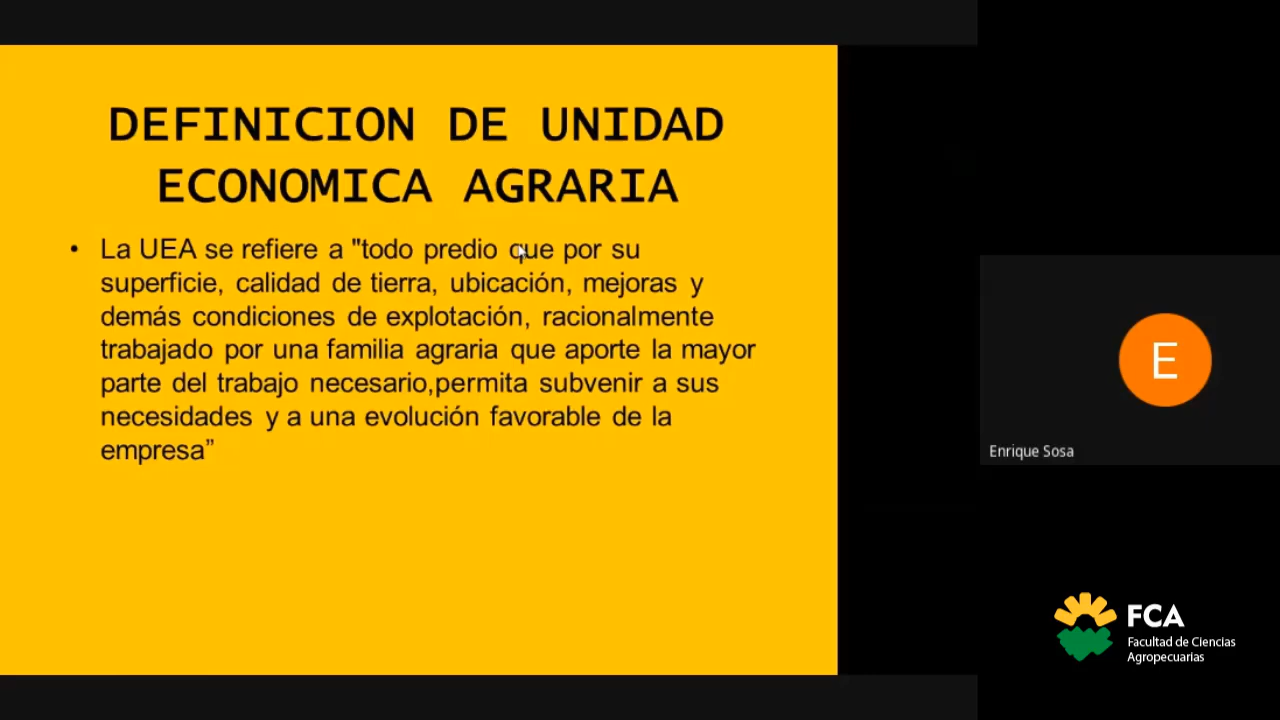 DEFINICION DE UNIDAD
ECONOMICA AGRARIA
• La UEA se refiere a "todo predio que por su
superficie, calidad de tierra, ubicación, mejoras y
demás condiciones de explotación, racionalmente
trabajado por una familia agraria que aporte la mayor
parte del trabajo necesario,permita subvenir a sus
necesidades y a una evolución favorable de la
empresa”
E
Enrique Sosa
FCA
Facultad de Ciencias
Agropecuarias